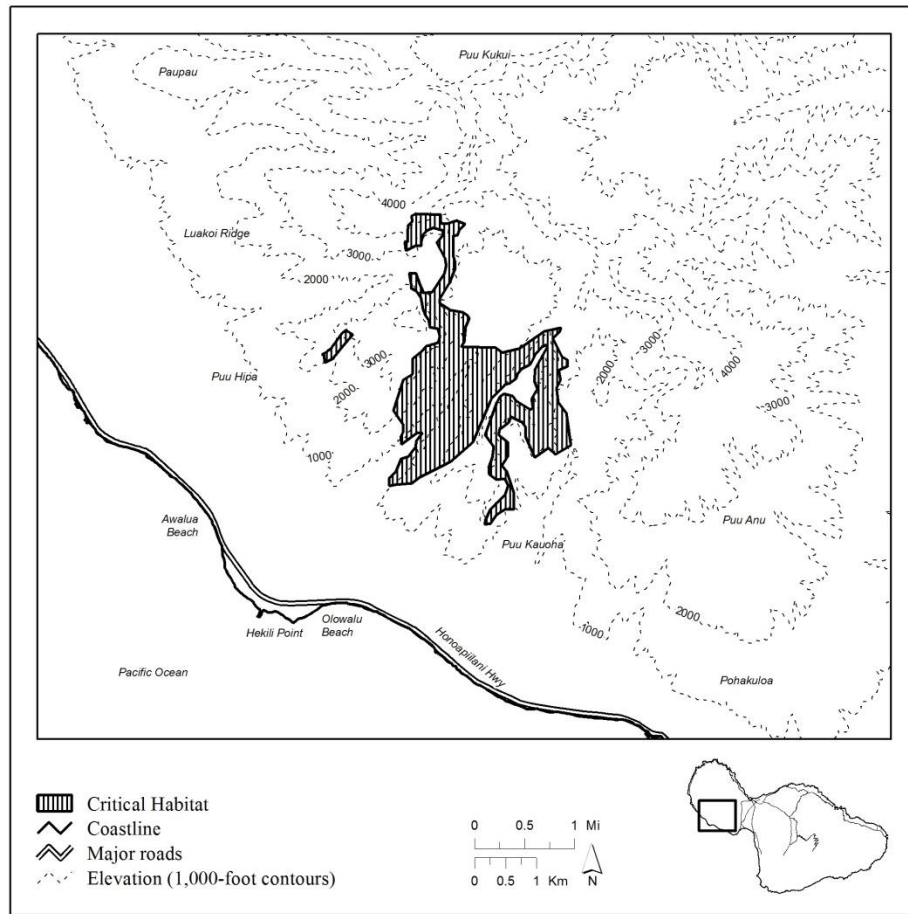 Puu Kukui
Paupau
4000
Luakoi Ridge
3000
2000
3000
2000
4000
3000
Puu Hipa
3000
2000
1000
Awalua
Beach
Puu Anu
Puu Kauoha
2000
1000
Hekili Point
Olowalu
Beach
Honoapiilani Hwy
Pacific Ocean
Pohakuloa
Critical Habitat
Coastline
Major roads
Elevation (1,000-foot contours)
0 0.5 1 Mi
0 0.5 1 Km
N